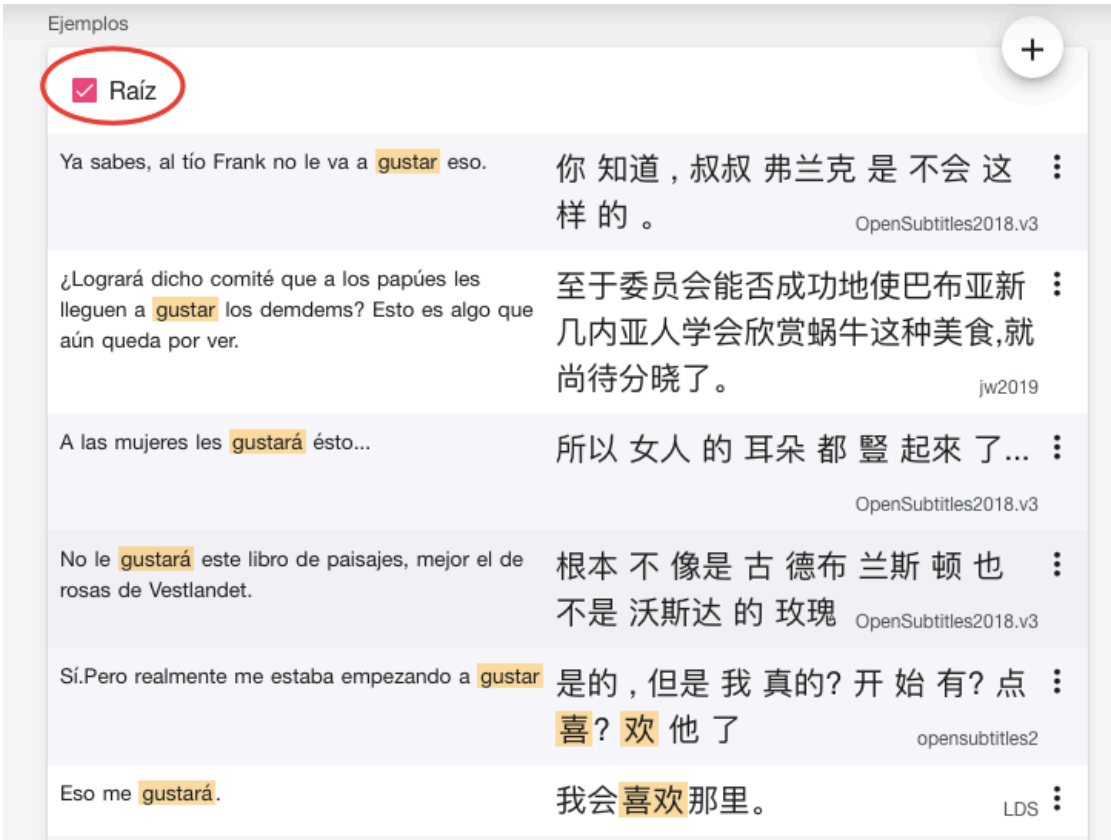 Ejemplos
+
Raíz
Ya sabes, al tío Frank no le va a gustar eso.
你 知道 , 叔叔 弗兰克 是 不会 这
样 的 。
OpenSubtitles2018.v3
¿Logrará dicho comité que a los papúes les
lleguen a gustar los demdems? Esto es algo que
aún queda por ver.
至于委员会能否成功地使巴布亚新
几内亚人学会欣赏蜗牛这种美食,就
尚待分晓了。
jw2019
A las mujeres les gustará ésto...
所以 女人 的 耳朵 都 豎 起來 了...
OpenSubtitles2018.v3
No le gustará este libro de paisajes, mejor el de
rosas de Vestlandet.
根本 不 像是 古 德布 兰斯 顿 也
不是 沃斯达 的 玫瑰
OpenSubtitles2018.v3
Sí.Pero realmente me estaba empezando a gustar
是的 , 但是 我 真的? 开 始 有? 点
喜? 欢 他 了
opensubtitles2
Eso me gustará.
我会喜欢那里。
LDS